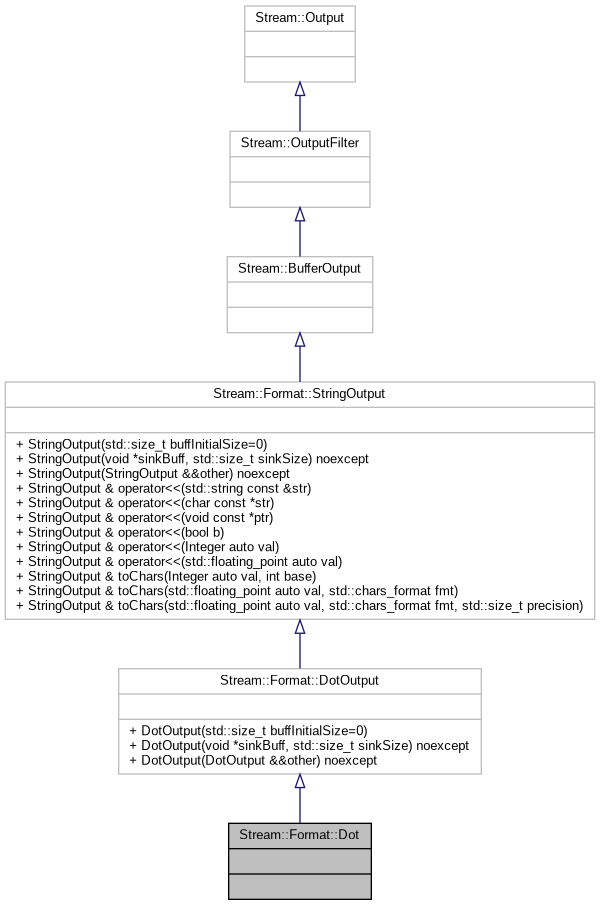 Stream::Output
Stream::OutputFilter
Stream::BufferOutput
Stream::Format::StringOutput
+ StringOutput(std::size_t buffInitialSize=0)
+ StringOutput(void *sinkBuff, std::size_t sinkSize) noexcept
+ StringOutput(StringOutput &&other) noexcept
+ StringOutput & operator<<(std::string const &str)
+ StringOutput & operator<<(char const *str)
+ StringOutput & operator<<(void const *ptr)
+ StringOutput & operator<<(bool b)
+ StringOutput & operator<<(Integer auto val)
+ StringOutput & operator<<(std::floating_point auto val)
+ StringOutput & toChars(Integer auto val, int base)
+ StringOutput & toChars(std::floating_point auto val, std::chars_format fmt)
+ StringOutput & toChars(std::floating_point auto val, std::chars_format fmt, std::size_t precision)
Stream::Format::DotOutput
+ DotOutput(std::size_t buffInitialSize=0)
+ DotOutput(void *sinkBuff, std::size_t sinkSize) noexcept
+ DotOutput(DotOutput &&other) noexcept
Stream::Format::Dot